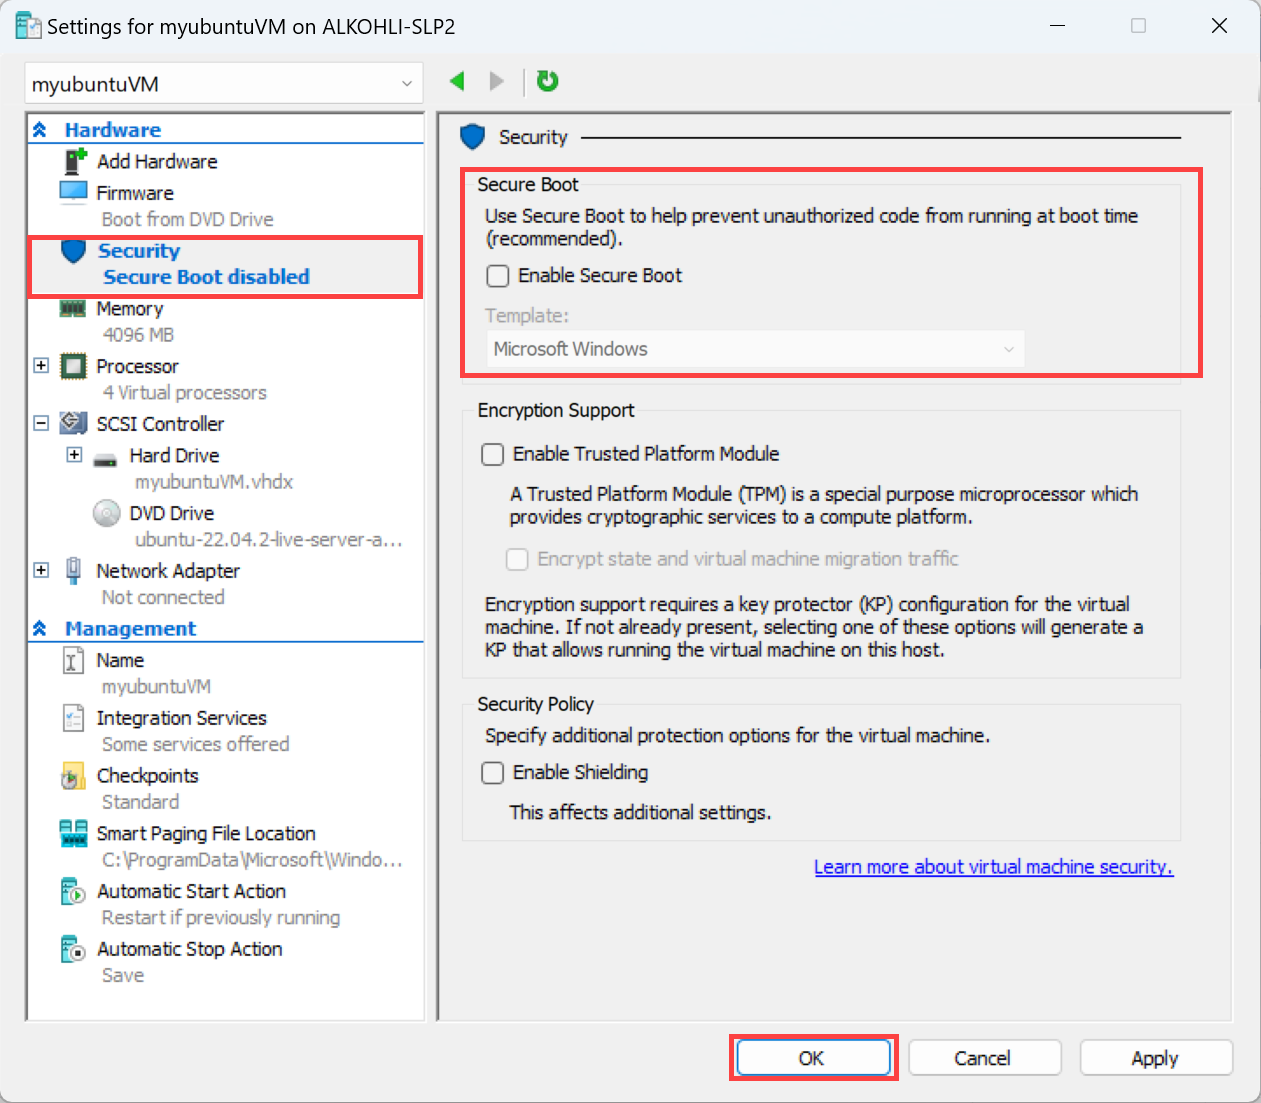 Settings for myubuntuVM on ALKOHLI-SLP2
myubuntuVM
Hardware
Add Hardware
Firmware
Boot from DVD Drive
Security
Secure Boot disabled
Memory
4096 MB
Processor
4 Virtual processors
SCSI Controller
Hard Drive
myubuntuVM.vhdx
DVD Drive
ubuntu-22.04.2-live-server-a...
Network Adapter
Not connected
Management
Name
myubuntuVM
Integration Services
Some services offered
Checkpoints
Standard
Smart Paging File Location
C:\ProgramData\Microsoft\Windo...
Automatic Start Action
Restart if previously running
Automatic Stop Action
Save
Security
Secure Boot
Use Secure Boot to help prevent unauthorized code from running at boot time
(recommended).
Enable Secure Boot
Template:
Microsoft Windows
Encryption Support
Enable Trusted Platform Module
A Trusted Platform Module (TPM) is a special purpose microprocessor which
provides cryptographic services to a compute platform.
Encrypt state and virtual machine migration traffic
Encryption support requires a key protector (KP) configuration for the virtual
machine. If not already present, selecting one of these options will generate a
KP that allows running the virtual machine on this host.
Security Policy
Specify additional protection options for the virtual machine.
Enable Shielding
This affects additional settings.
Learn more about virtual machine security.
OK
Cancel
Apply